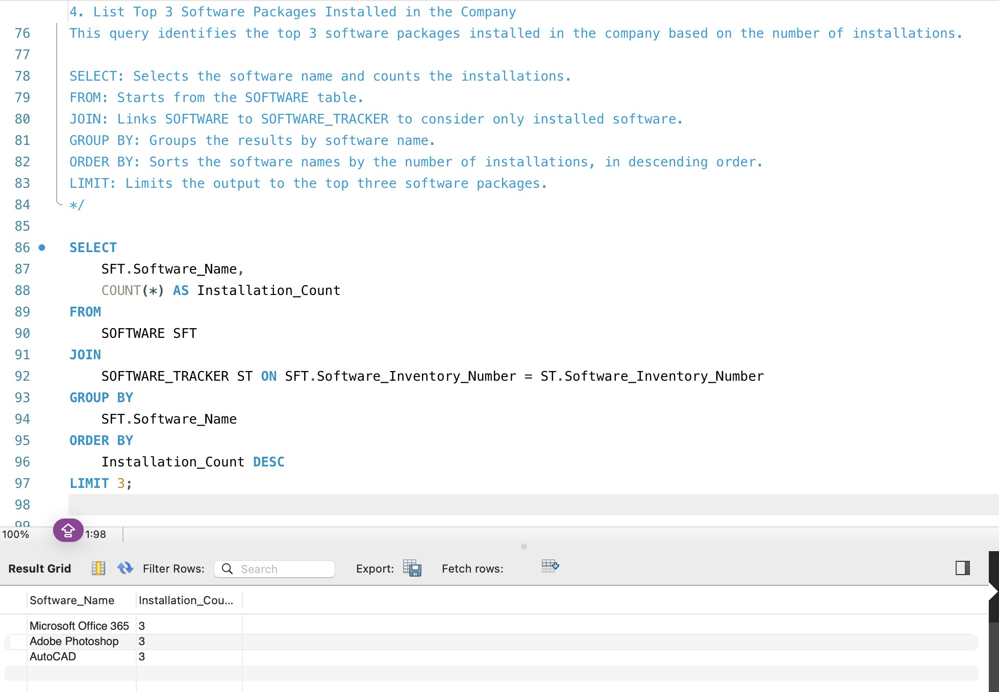 4. List Top 3 Software Packages Installed in the Company
76 This query identifies the top 3 software packages installed in the company based on the number of installations.
77
78 SELECT: Selects the software name and counts the installations.
79 FROM: Starts from the SOFTWARE table.
80 JOIN: Links SOFTWARE to SOFTWARE_TRACKER to consider only installed software.
81 GROUP BY: Groups the results by software name.
82 ORDER BY: Sorts the software names by the number of installations, in descending order.
83 LIMIT: Limits the output to the top three software packages.
84 */
85
86 SELECT
87 SFT.Software_Name,
88 COUNT(*) AS Installation_Count
89 FROM
90 SOFTWARE SFT
91 JOIN
92 SOFTWARE_TRACKER ST ON SFT.Software_Inventory_Number = ST.Software_Inventory_Number
93 GROUP BY
94 SFT.Software_Name
95 ORDER BY
96 Installation_Count DESC
97 LIMIT 3;
98
99
100% 1:98
Result Grid Filter Rows: Search Export: Fetch rows:
Software_Name Installation_Cou...
Microsoft Office 365 3
Adobe Photoshop 3
AutoCAD 3